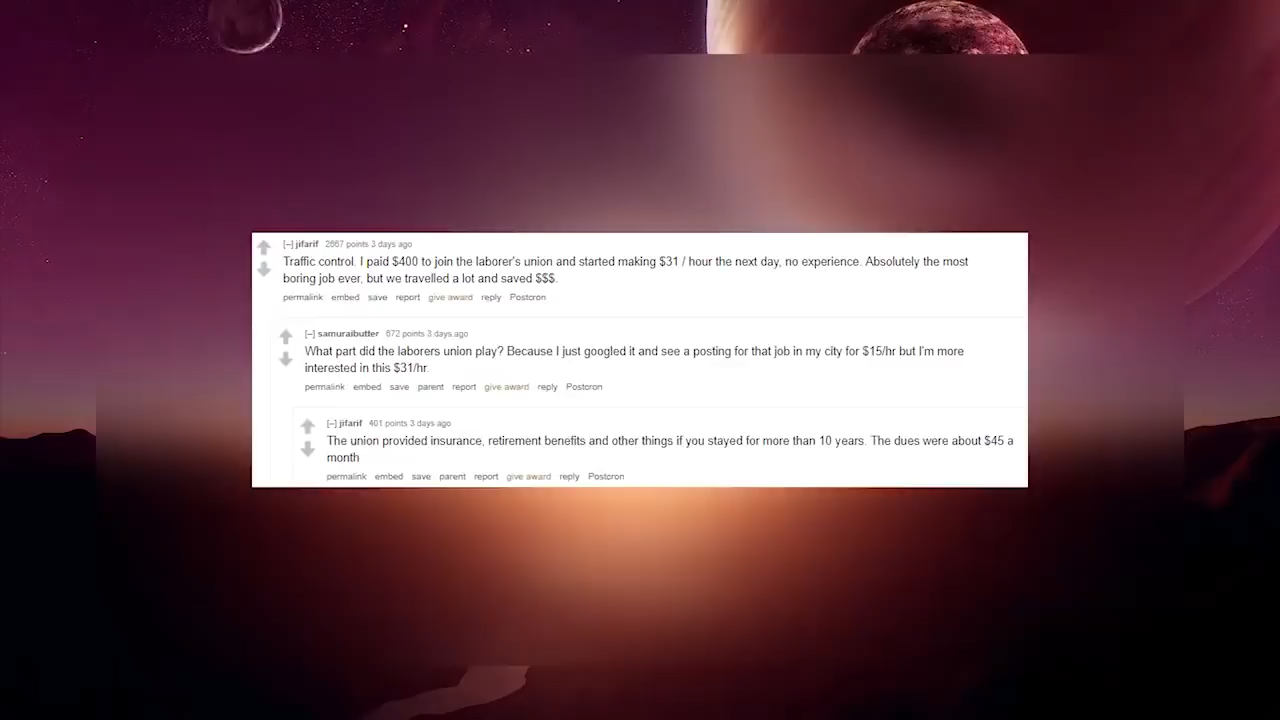 [–] jifarif 2667 points 3 days ago
Traffic control. I paid $400 to join the laborer's union and started making $31 / hour the next day, no experience. Absolutely the most
boring job ever, but we travelled a lot and saved $$$.
permalink embed save report give award reply Postcron
[–] samuraibutter 672 points 3 days ago
What part did the laborers union play? Because I just googled it and see a posting for that job in my city for $15/hr but I'm more
interested in this $31/hr.
permalink embed save parent report give award reply Postcron
[–] jifarif 401 points 3 days ago
The union provided insurance, retirement benefits and other things if you stayed for more than 10 years. The dues were about $45 a
month
permalink embed save parent report give award reply Postcron